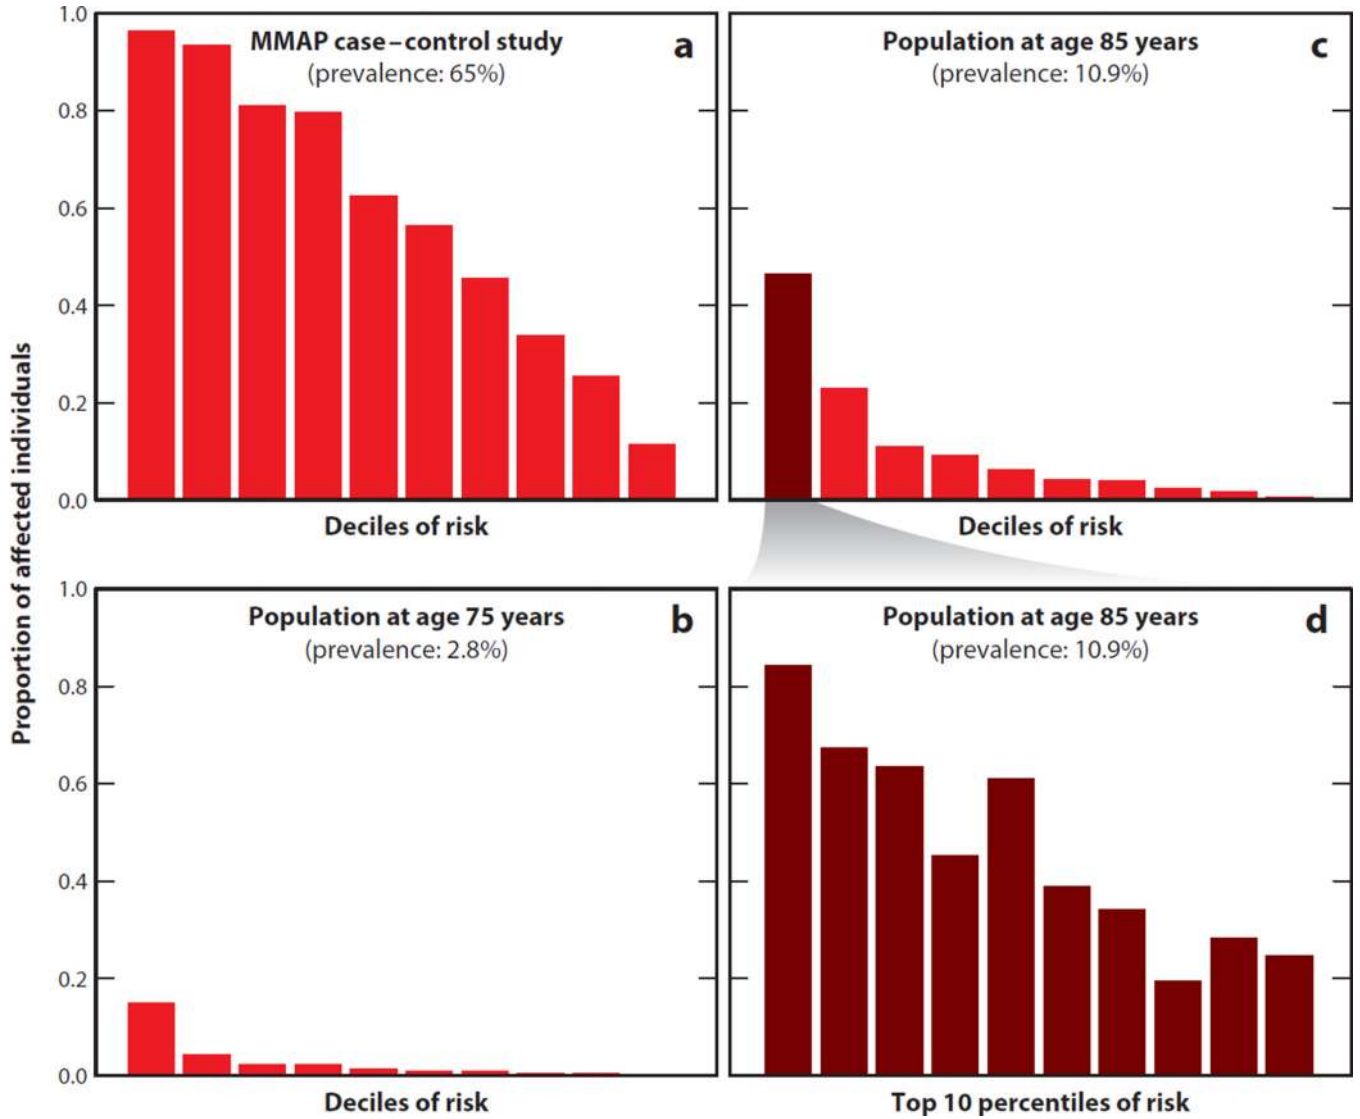 Proportion of affected individuals
MMAP case–control study
(prevalence: 65%)
a
1.0
0.8
0.6
0.4
0.2
0.0
Deciles of risk
Population at age 85 years
(prevalence: 10.9%)
c
Deciles of risk
Population at age 75 years
(prevalence: 2.8%)
b
1.0
0.8
0.6
0.4
0.2
0.0
Deciles of risk
Population at age 85 years
(prevalence: 10.9%)
d
Top 10 percentiles of risk